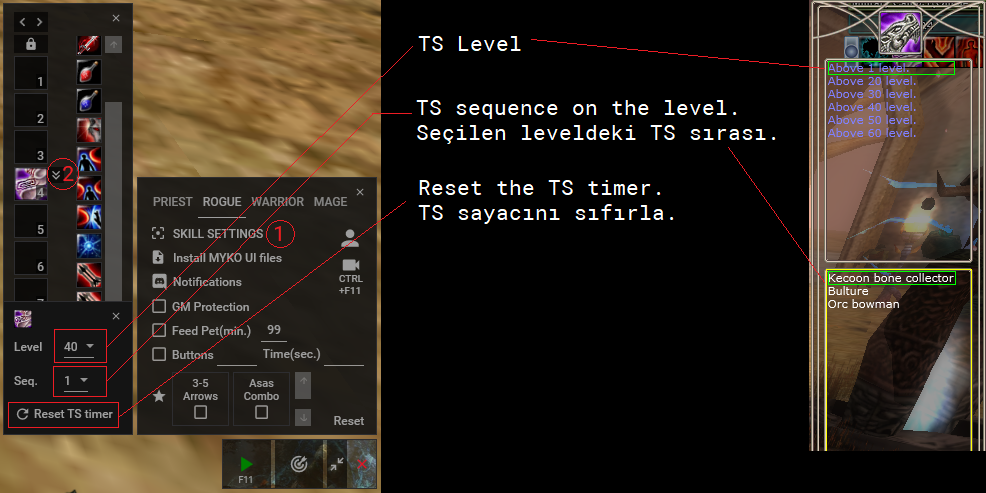 1
2
3
2
4
5
6
7
Level
40
Seq.
1
Reset TS timer
PRIEST ROGUE WARRIOR MAGE
SKILL SETTINGS 1
Install MYKO UI files
Notifications
CTRL
+F11
GM Protection
Feed Pet(min.) 99
Buttons Time(sec.)
3-5
Arrows
Asas
Combo
Reset
F11
TS Level
TS sequence on the level.
Seçilen leveldeki TS sırası.
Reset the TS timer.
TS sayacını sıfırla.
Above 1 level.
Above 20 level.
Above 30 level.
Above 40 level.
Above 50 level.
Above 60 level.
Kecoon bone collector
Bulture
Orc bowman